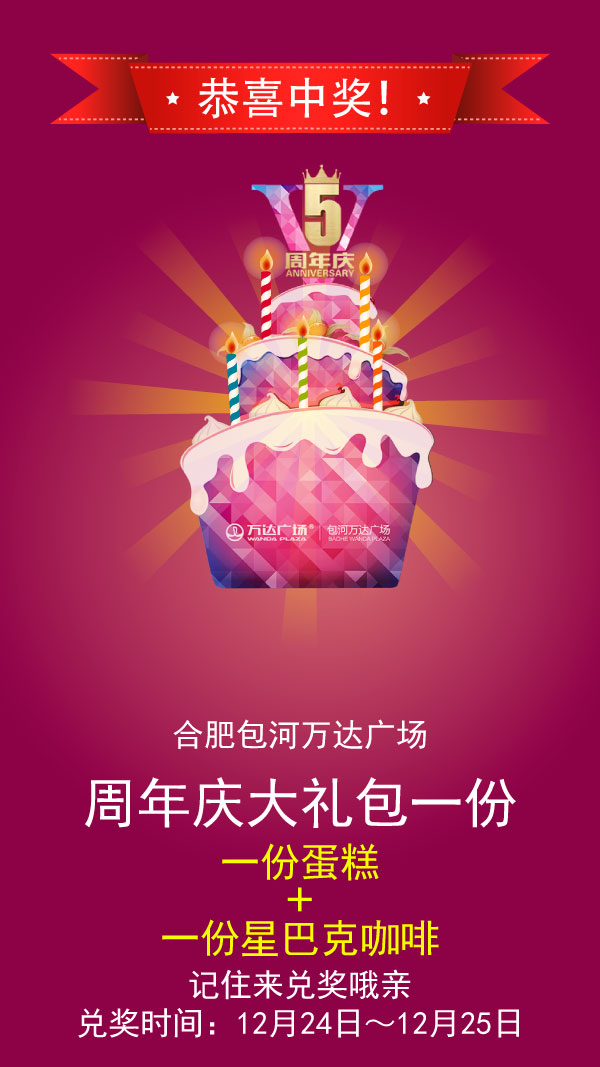 恭喜中奖!
V
5
周年庆
ANNIVERSARY
万达广场® | 包河万达广场
WANDA PLAZA | BAOHE WANDA PLAZA
合肥包河万达广场
周年庆大礼包一份
一份蛋糕
+
一份星巴克咖啡
记住来兑奖哦亲
兑奖时间：12月24日～12月25日